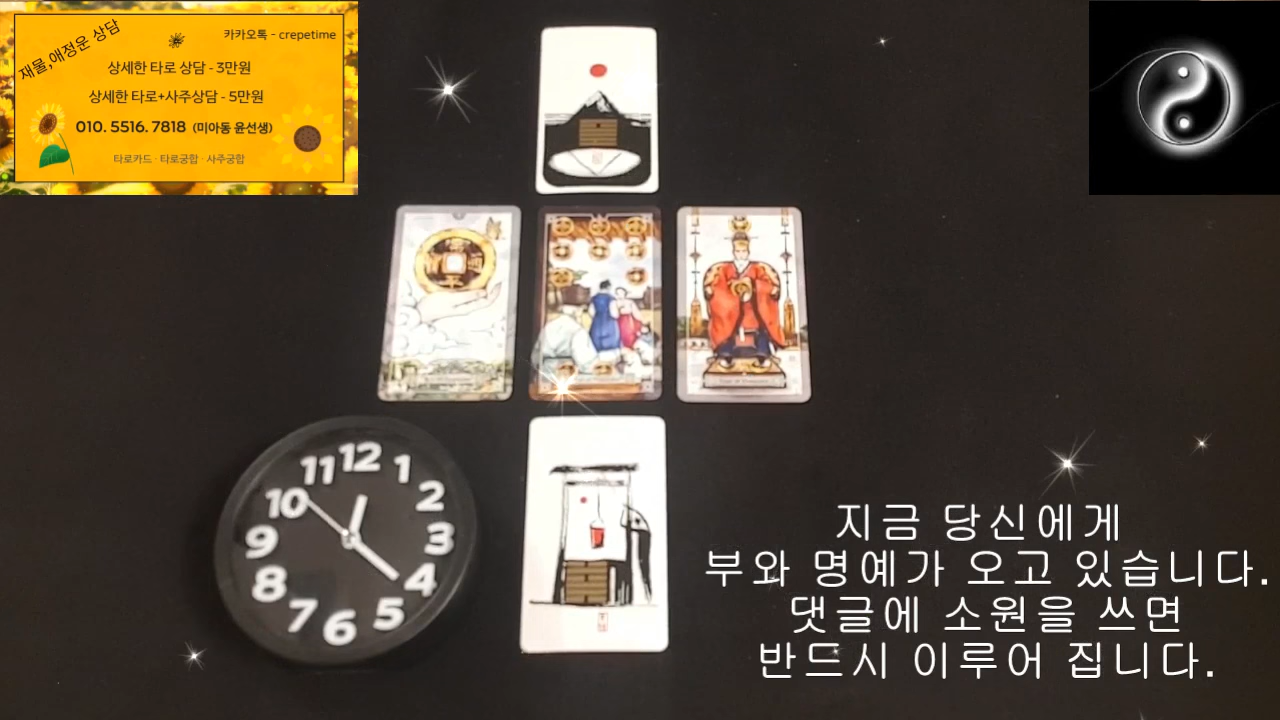 재물,애정운 상담
카카오톡 - crepetime
상세한 타로 상담 - 3만원
상세한 타로+사주상담 - 5만원
010. 5516. 7818 (미아동 윤선생)
타로카드 · 타로궁합 · 사주궁합
12
11
1
10
2
9
3
8
4
7
5
6
지금 당신에게
부와 명예가 오고 있습니다.
댓글에 소원을 쓰면
반드시 이루어 집니다.